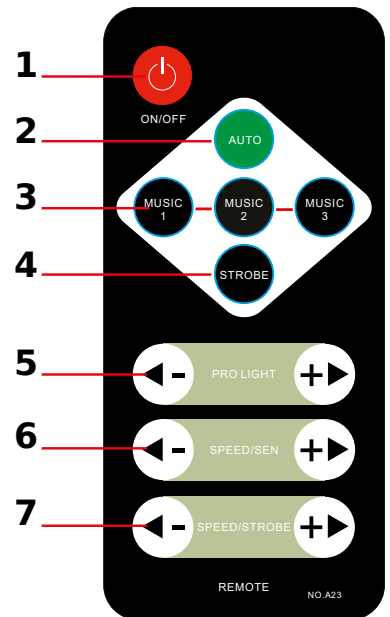 1
ON/OFF
2
AUTO
3
MUSIC
1
MUSIC
2
MUSIC
3
4
STROBE
5
- PRO LIGHT +
6
- SPEED/SEN +
7
- SPEED/STROBE +
REMOTE
NO.A23